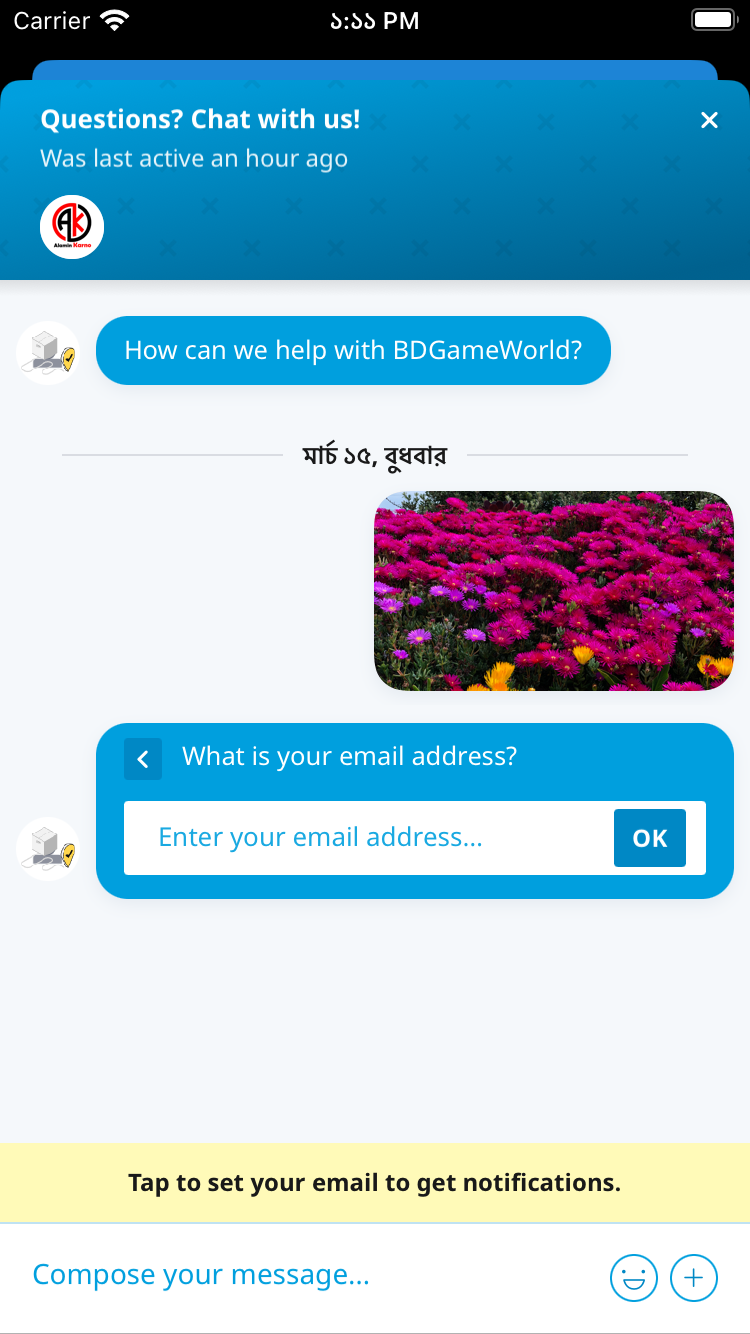 Carrier ১:১১ PM
Questions? Chat with us!
Was last active an hour ago
AK
Alamin Karno
How can we help with BDGameWorld?
মার্চ ১৫, বুধবার
What is your email address?
Enter your email address...
OK
Tap to set your email to get notifications.
Compose your message...